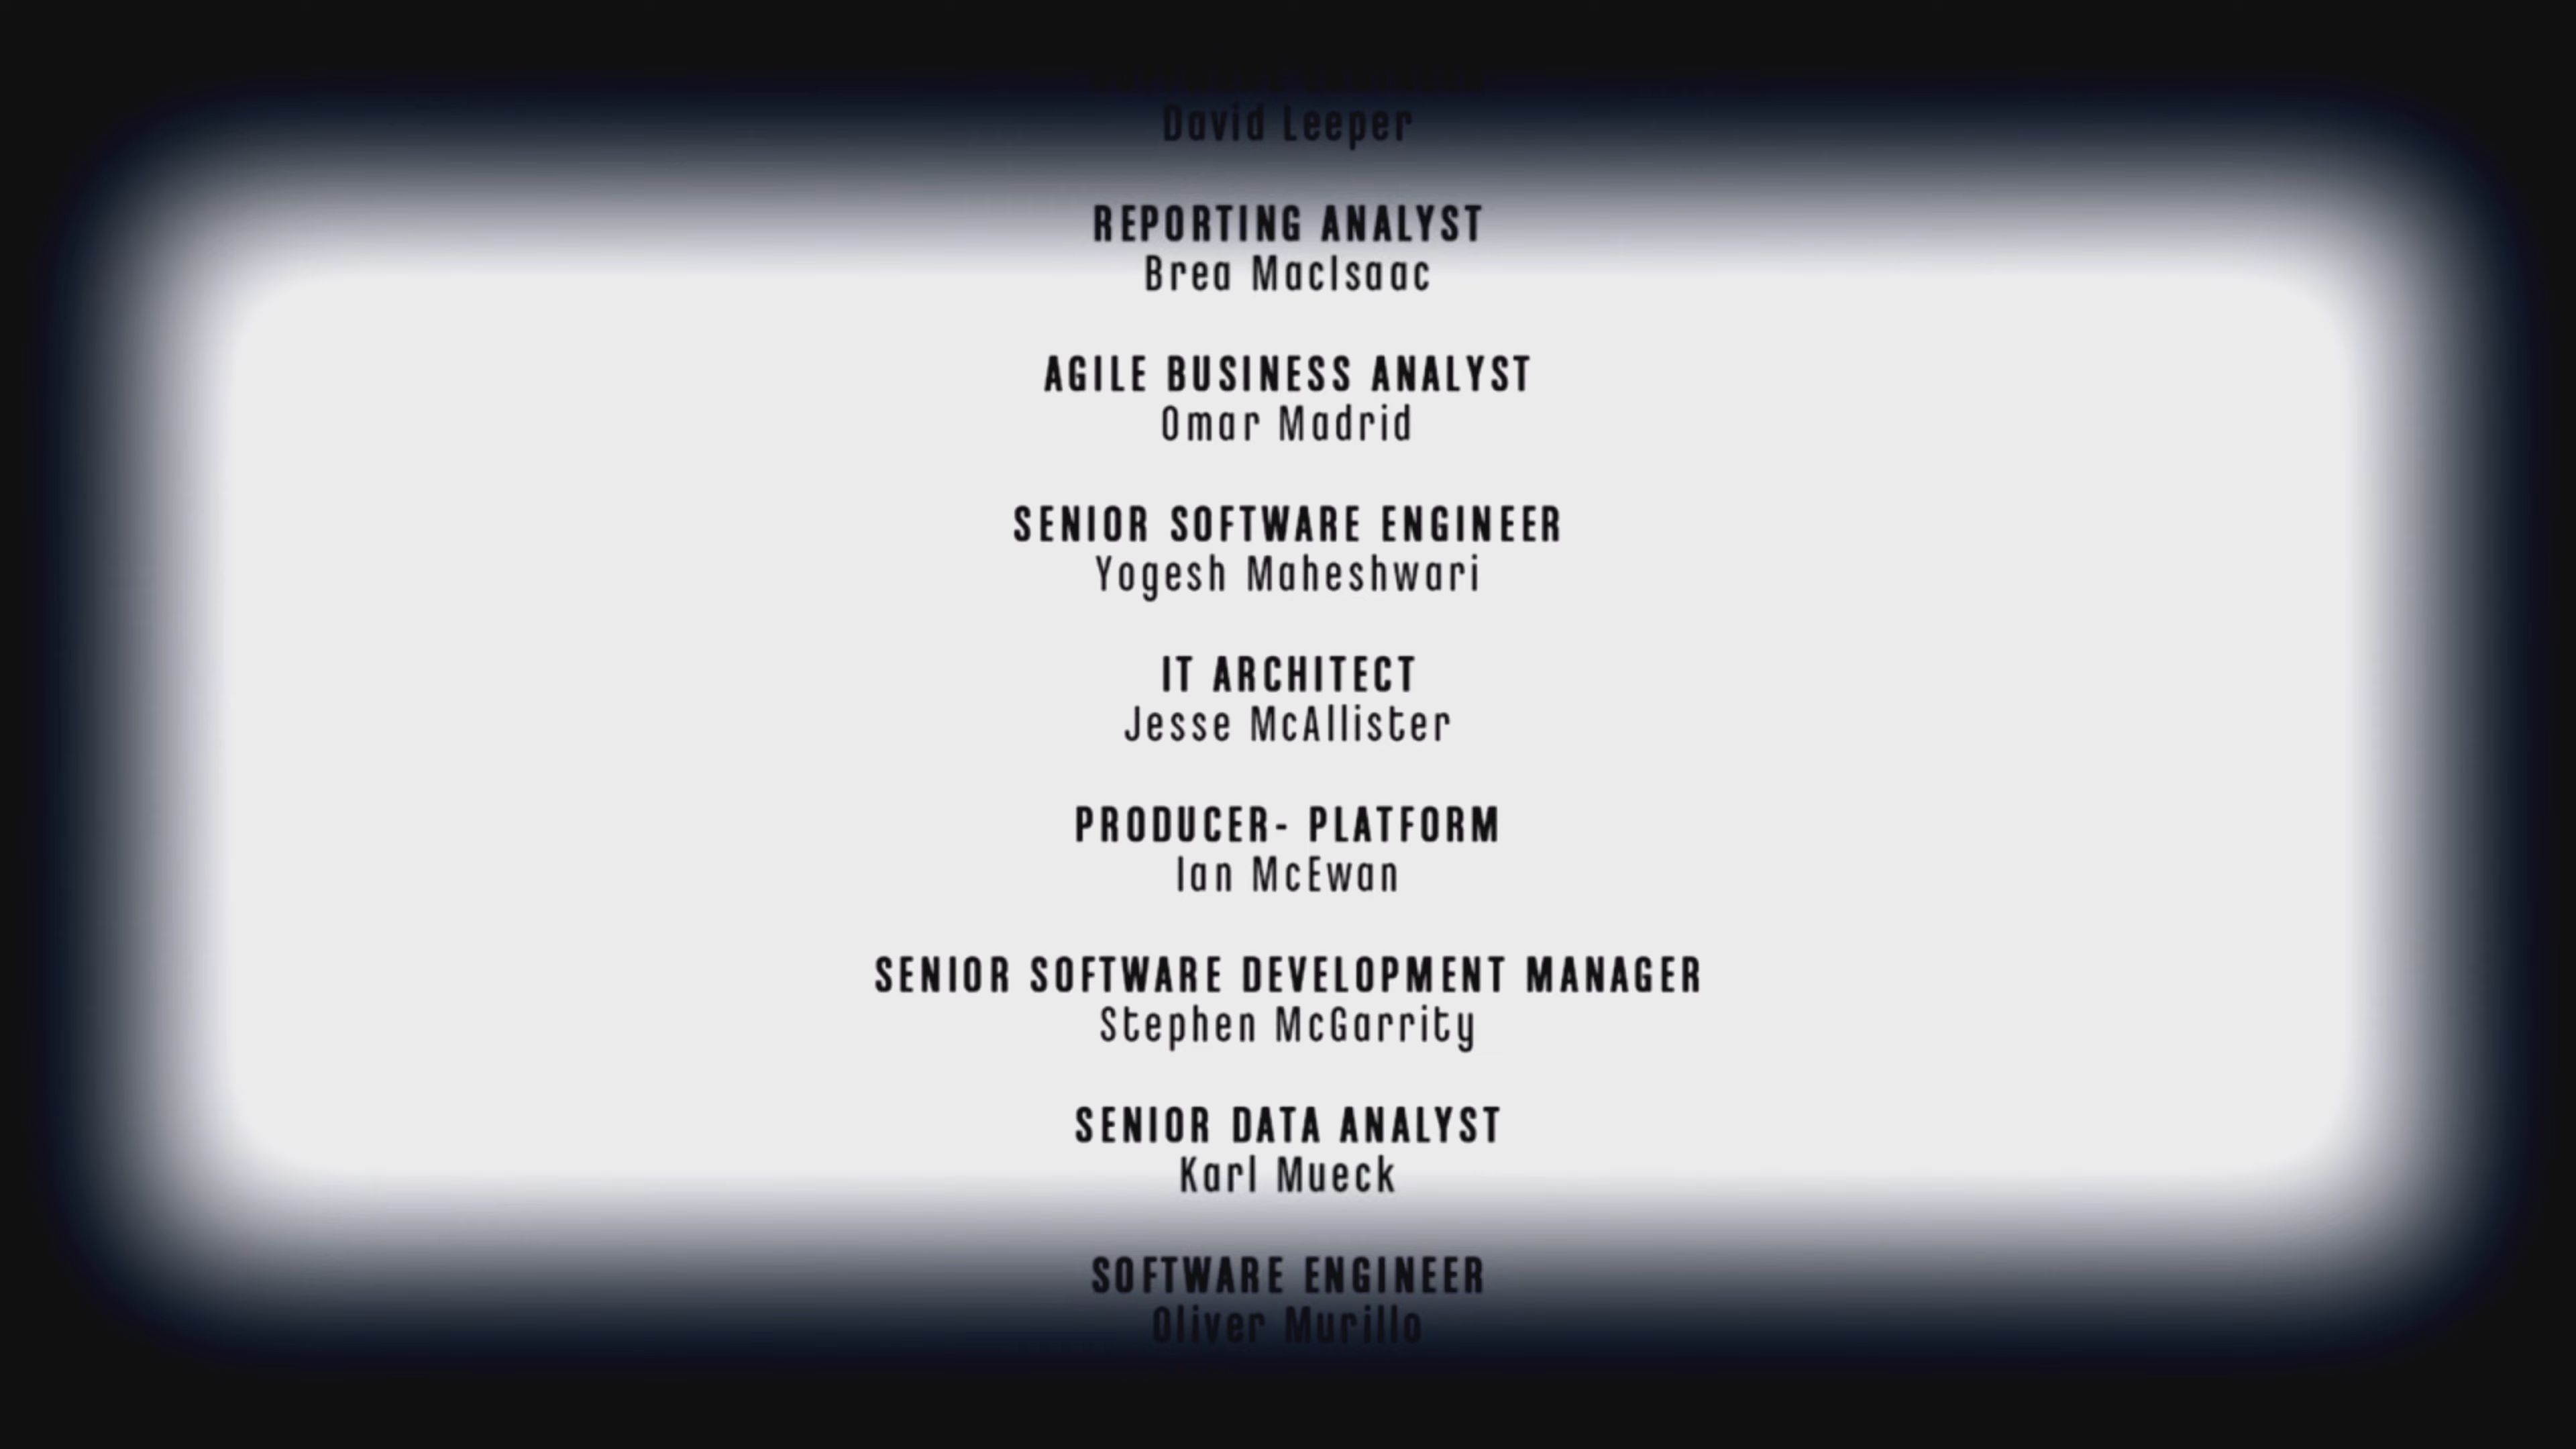 David Leeper
REPORTING ANALYST
Brea MacIsaac
AGILE BUSINESS ANALYST
Omar Madrid
SENIOR SOFTWARE ENGINEER
Yogesh Maheshwari
IT ARCHITECT
Jesse McAllister
PRODUCER- PLATFORM
Ian McEwan
SENIOR SOFTWARE DEVELOPMENT MANAGER
Stephen McGarrity
SENIOR DATA ANALYST
Karl Mueck
SOFTWARE ENGINEER
Oliver Murillo